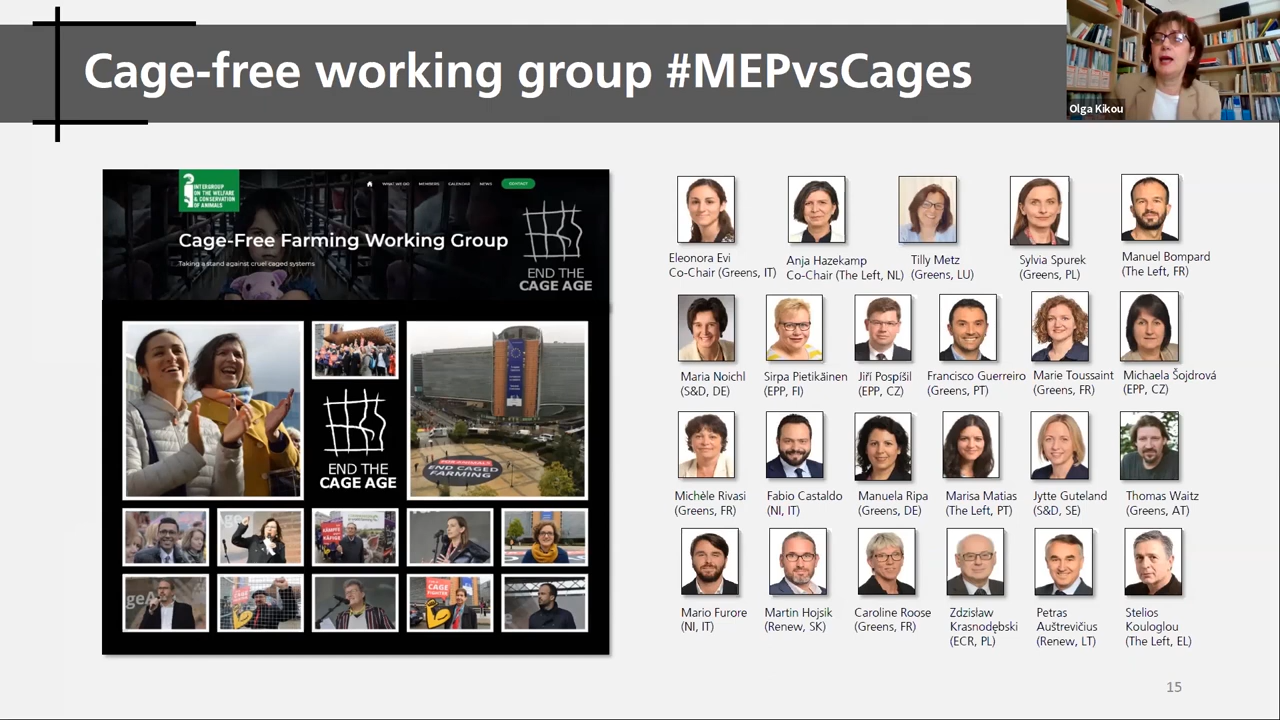 Cage-free working group #MEPvsCages
Olga Kikou
INTERGROUP
ON THE WELFARE
& CONSERVATION
OF ANIMALS
WHAT WE DO MEMBERS CALENDAR NEWS CONTACT
Cage-Free Farming Working Group
Taking a stand against cruel caged systems
END THE
CAGE AGE
END THE
CAGE AGE
FOR ANIMALS
END CAGED
FARMING
CAGE
FIGHTER
CAGE
Eleonora Evi
Co-Chair (Greens, IT)
Anja Hazekamp
Co-Chair (The Left, NL)
Tilly Metz
(Greens, LU)
Sylvia Spurek
(Greens, PL)
Manuel Bompard
(The Left, FR)
Maria Noichl
(S&D, DE)
Sirpa Pietikäinen
(EPP, FI)
Jiří Pospíšil
(EPP, CZ)
Francisco Guerreiro
(Greens, PT)
Marie Toussaint
(Greens, FR)
Michaela Šojdrová
(EPP, CZ)
Michèle Rivasi
(Greens, FR)
Fabio Castaldo
(NI, IT)
Manuela Ripa
(Greens, DE)
Marisa Matias
(The Left, PT)
Jytte Guteland
(S&D, SE)
Thomas Waitz
(Greens, AT)
Mario Furore
(NI, IT)
Martin Hojsik
(Renew, SK)
Caroline Roose
(Greens, FR)
Zdzisław
Krasnodębski
(ECR, PL)
Petras
Auštrevičius
(Renew, LT)
Stelios
Kouloglou
(The Left, EL)
15